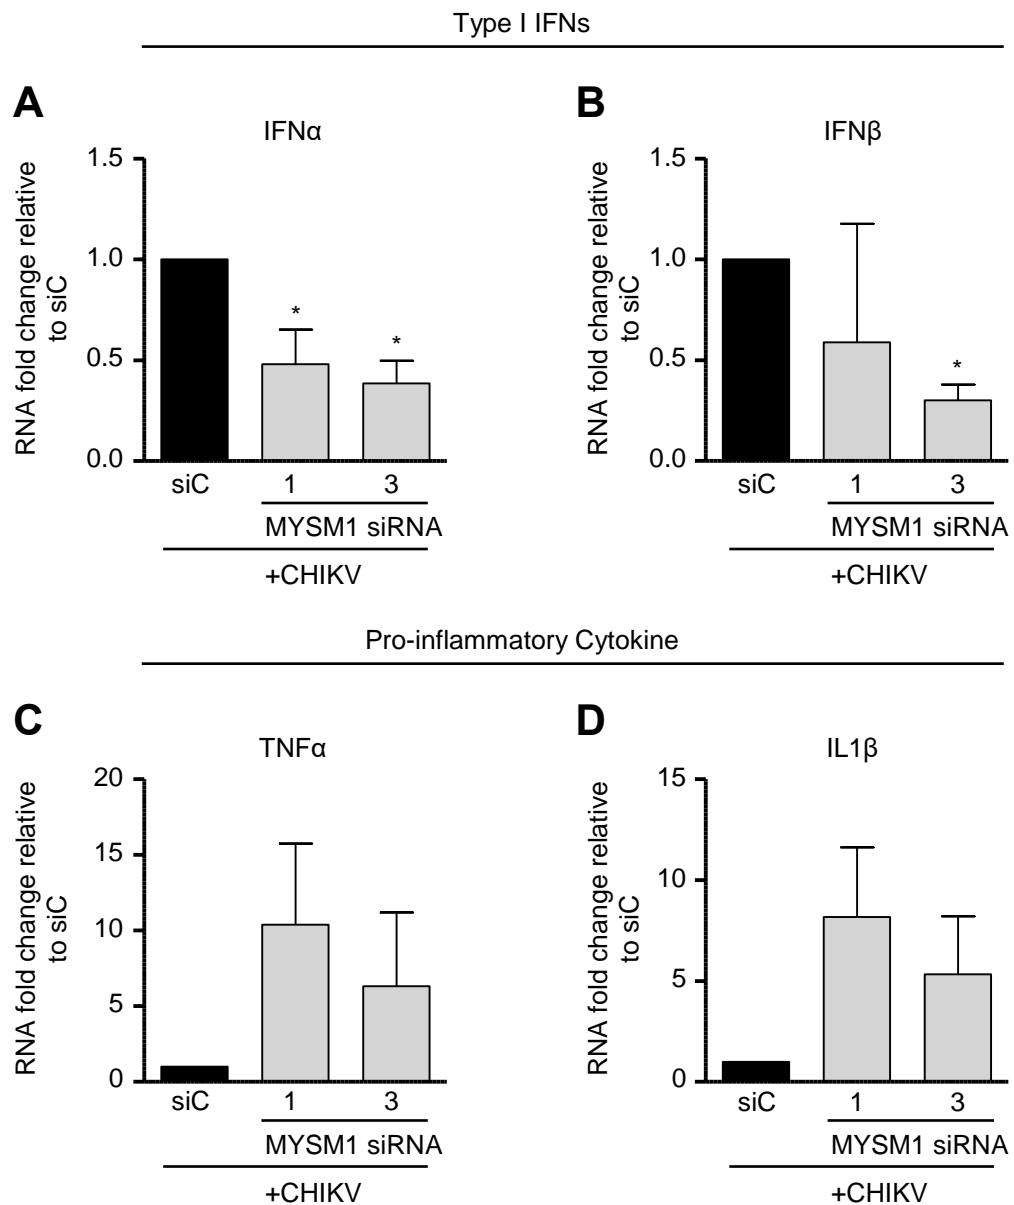 Type I IFNs
A
IFNα
RNA fold change relative
to siC
1.5
1.0
0.5
0.0
*
*
siC
1
3
MYSM1 siRNA
+CHIKV
B
IFNβ
RNA fold change relative
to siC
1.5
1.0
0.5
0.0
*
siC
1
3
MYSM1 siRNA
+CHIKV
Pro-inflammatory Cytokine
C
TNFα
RNA fold change relative
to siC
20
15
10
5
0
siC
1
3
MYSM1 siRNA
+CHIKV
D
IL1β
RNA fold change relative
to siC
15
10
5
0
siC
1
3
MYSM1 siRNA
+CHIKV